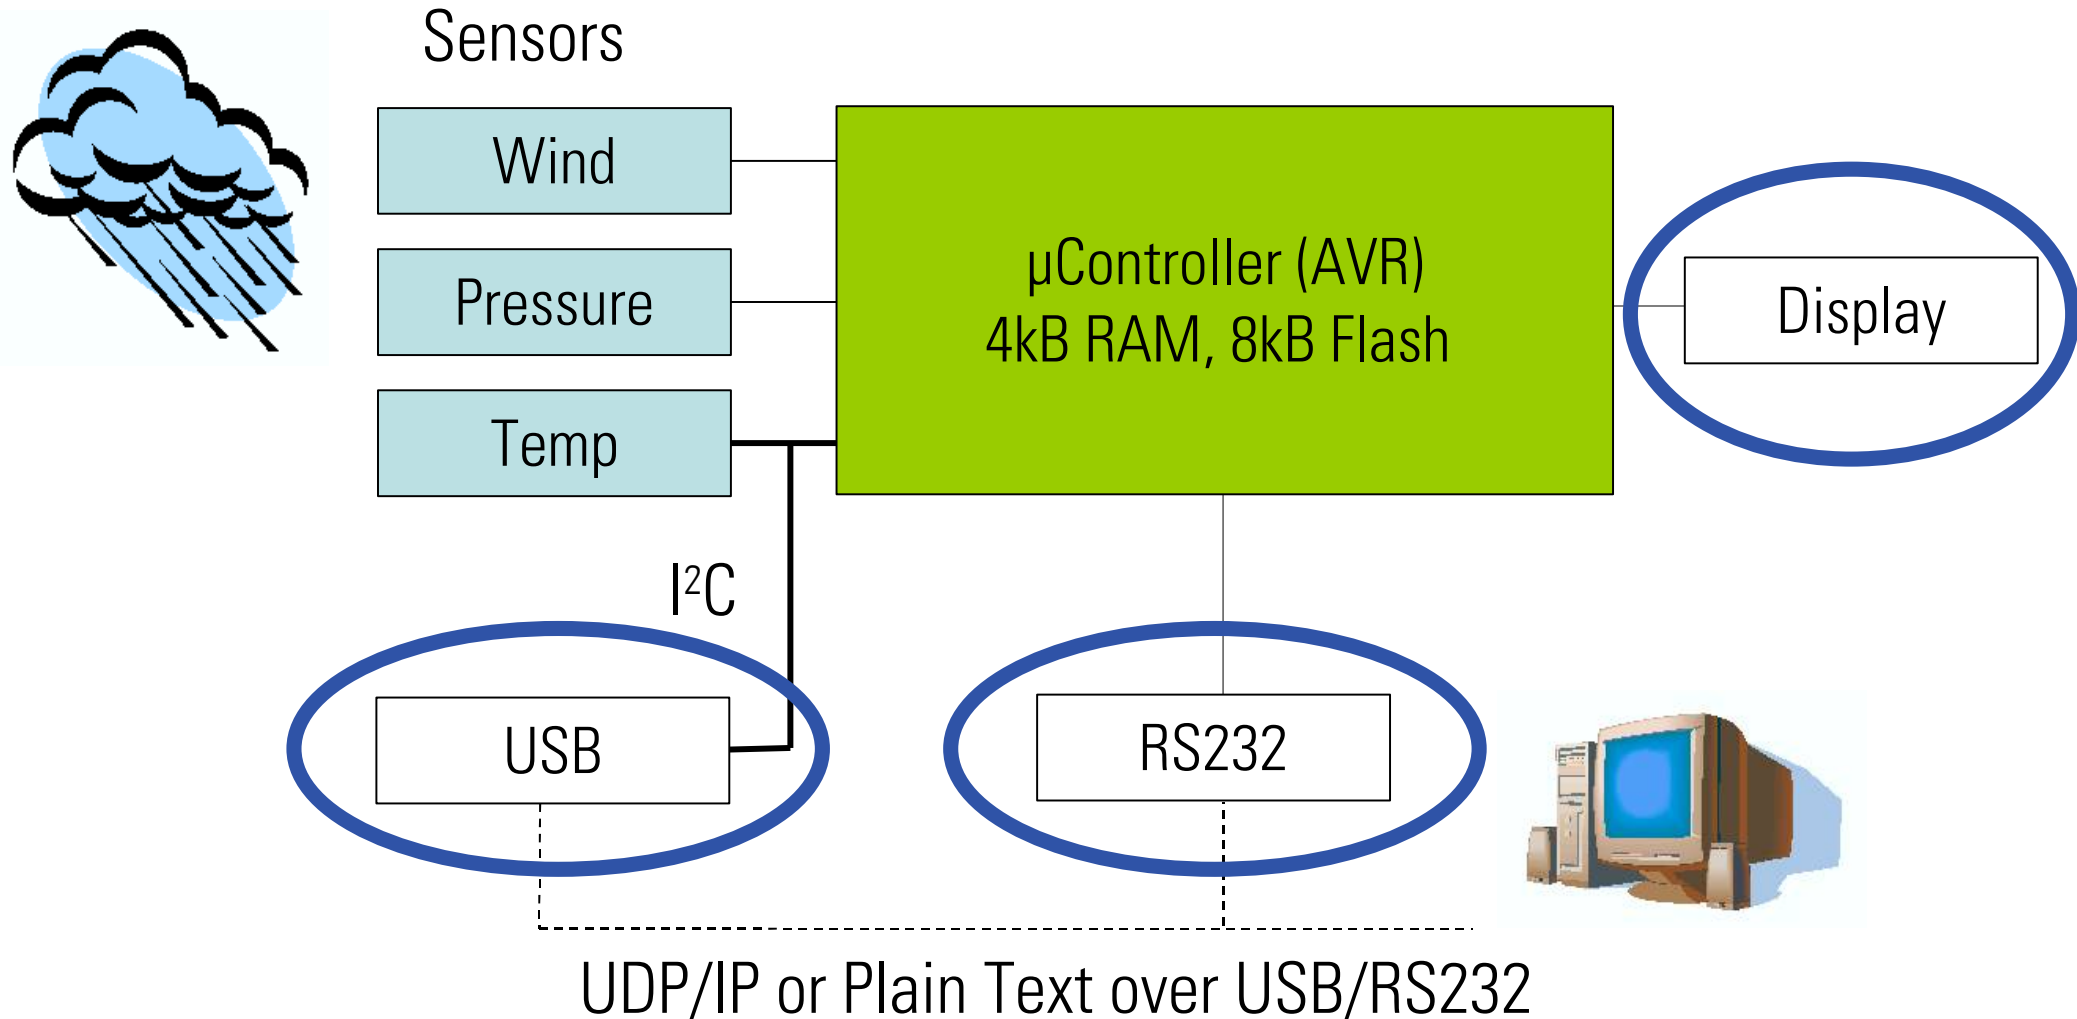 Sensors
Wind
Pressure
Temp
µController (AVR)
4kB RAM, 8kB Flash
Display
I²C
USB
RS232
UDP/IP or Plain Text over USB/RS232